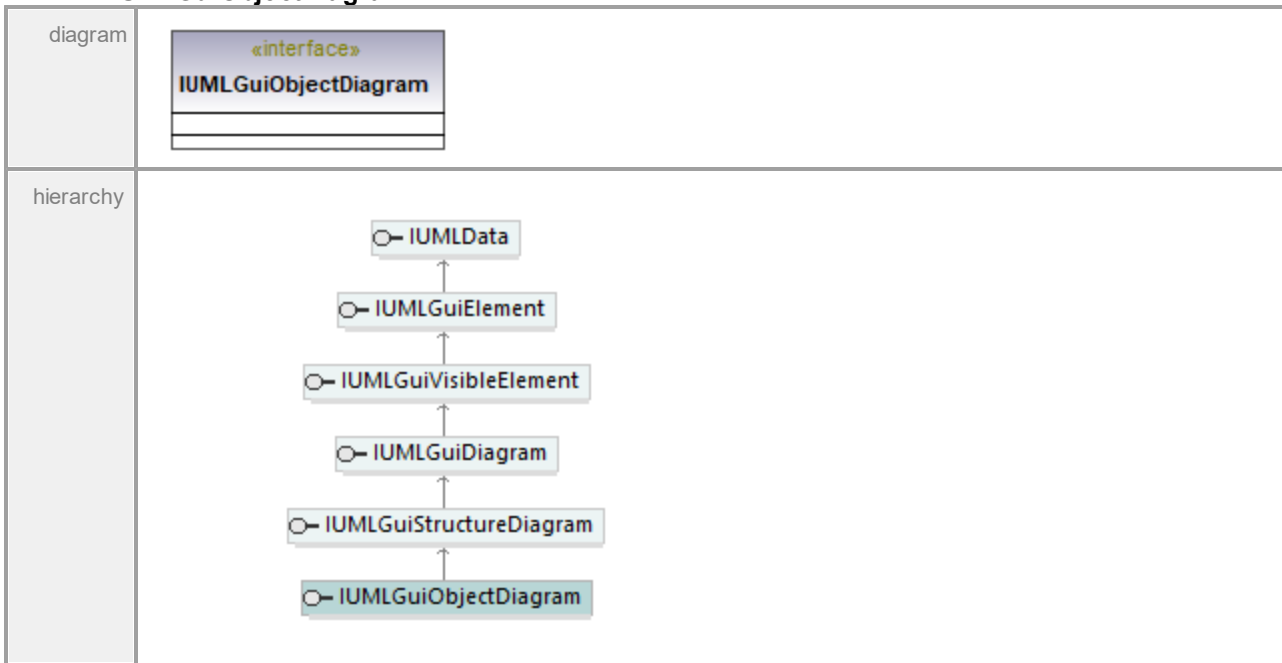 diagram
«interface»
IUMLGuiObjectDiagram
hierarchy
IUMLData
IUMLGuiElement
IUMLGuiVisibleElement
IUMLGuiDiagram
IUMLGuiStructureDiagram
IUMLGuiObjectDiagram